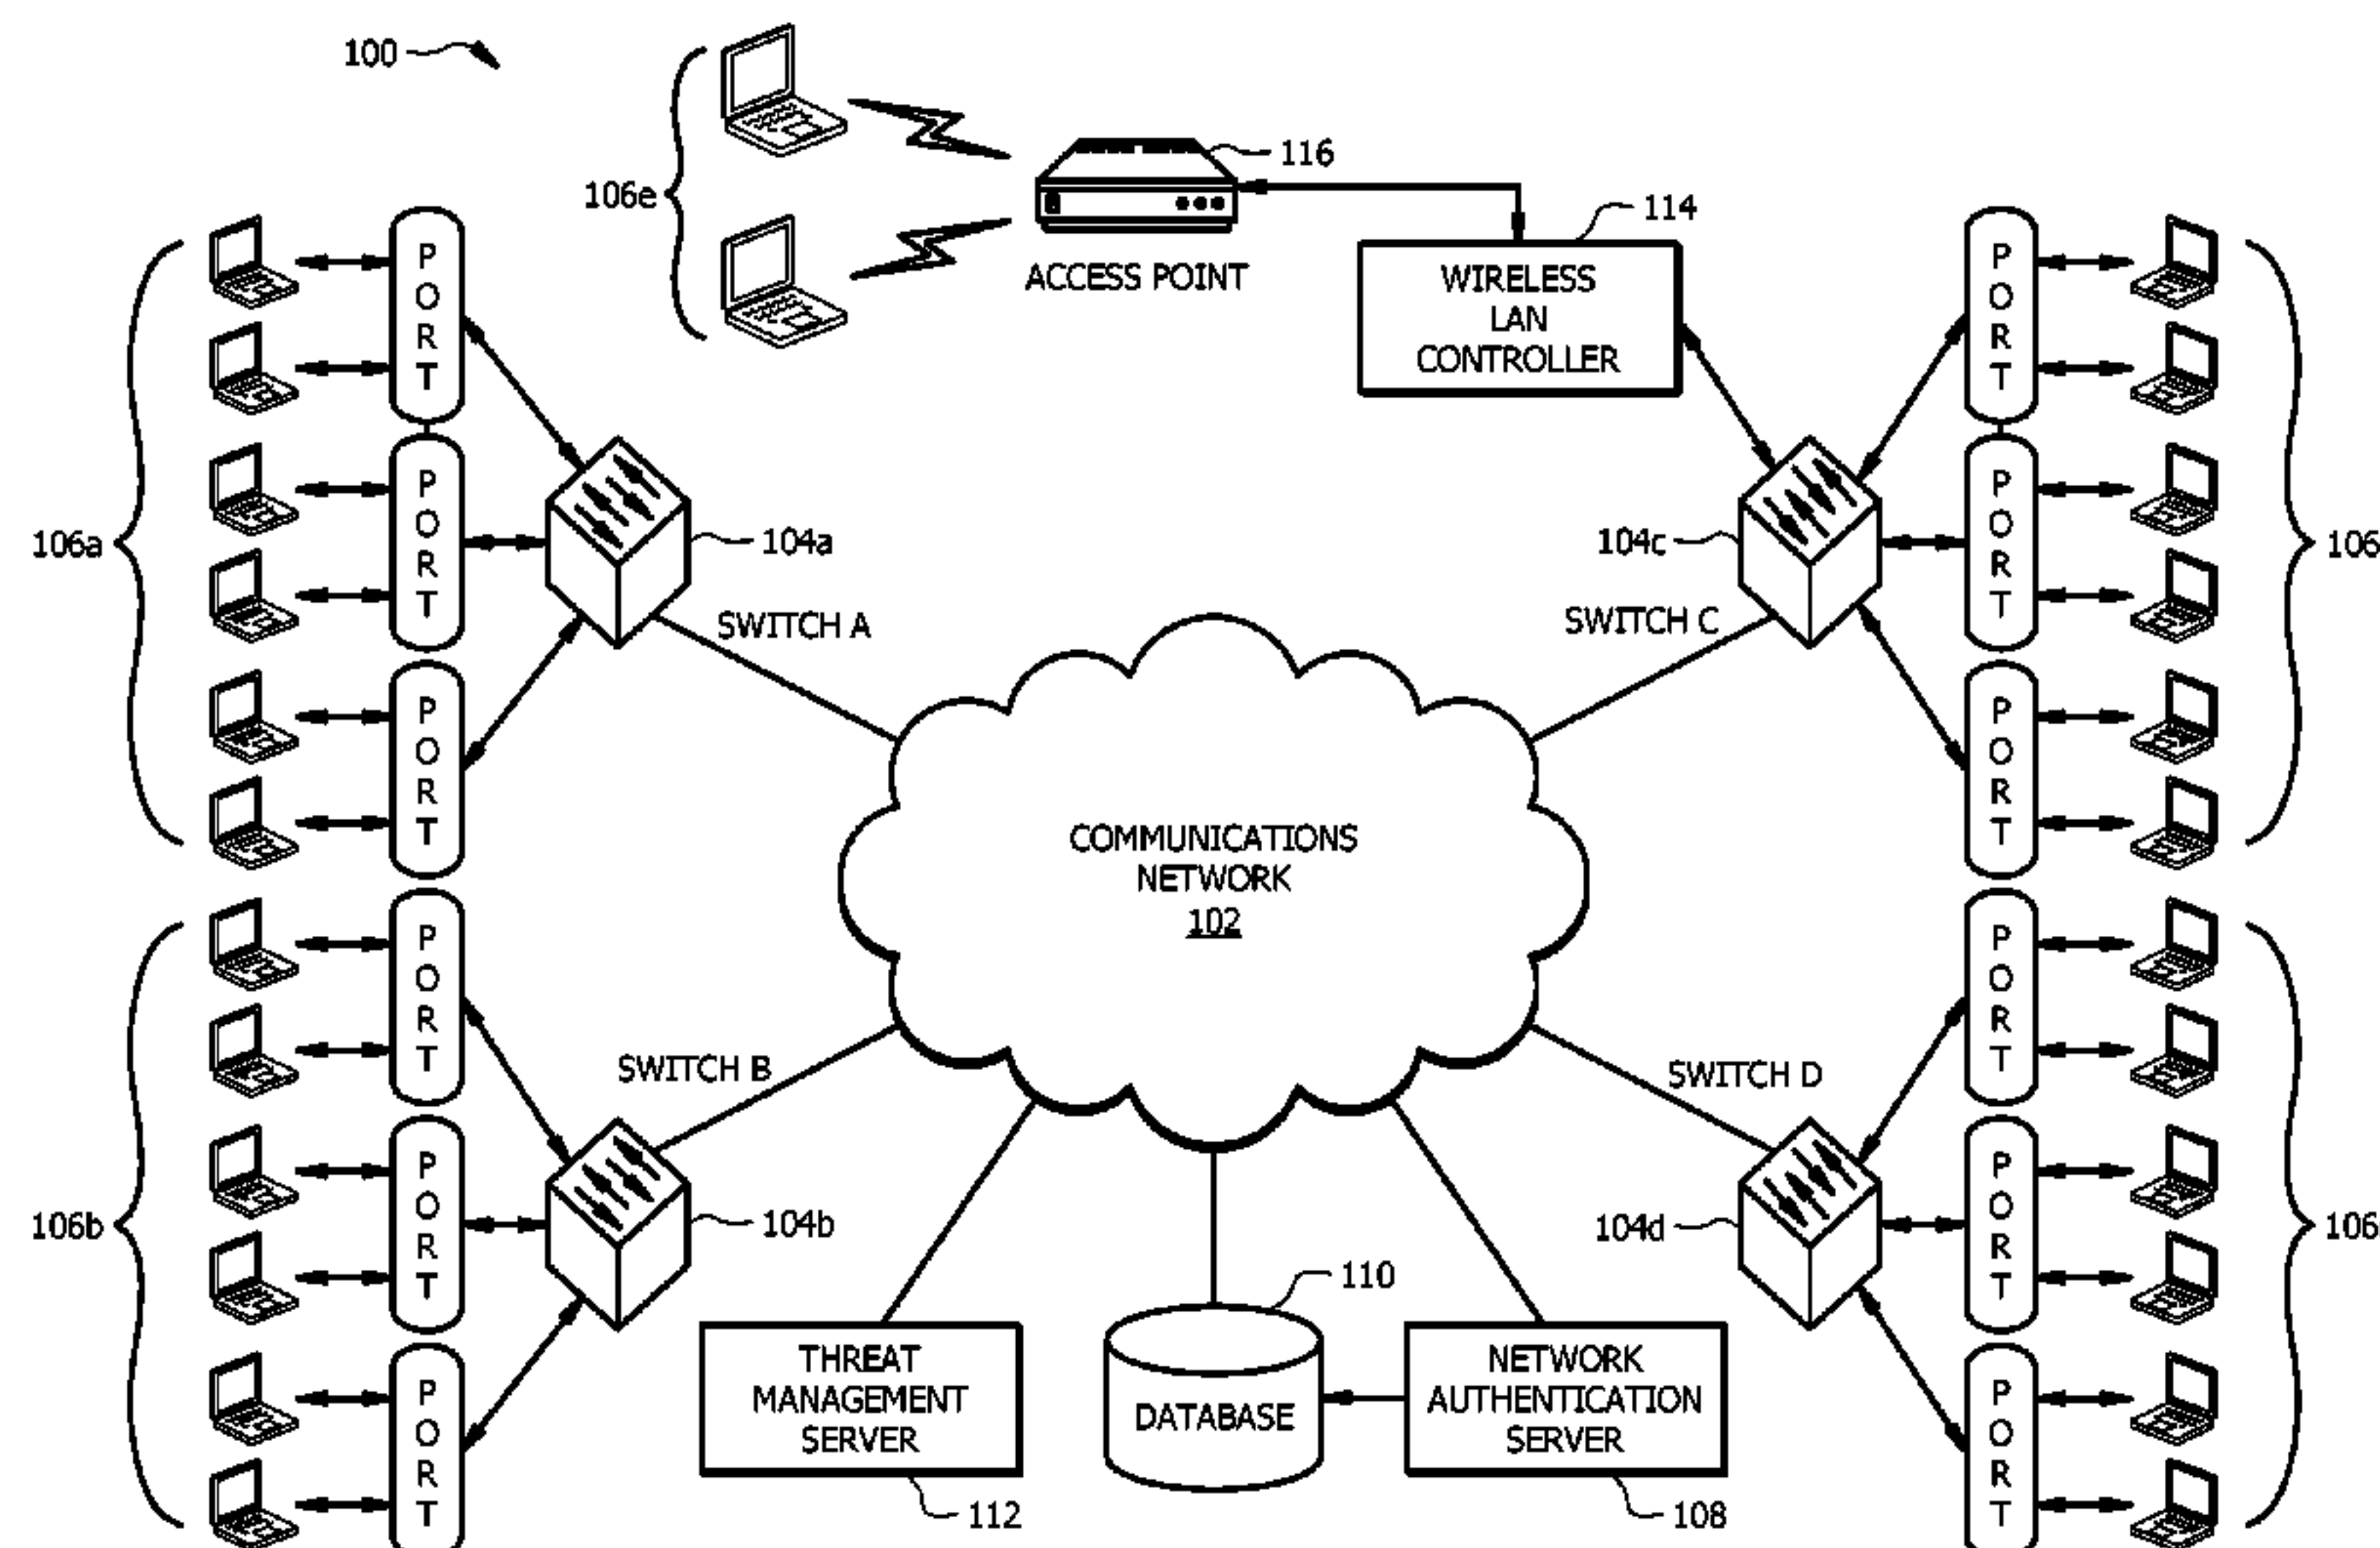 100
106e
116
ACCESS POINT
114
WIRELESS
LAN
CONTROLLER
PORT
PORT
PORT
106a
104a
SWITCH A
PORT
PORT
PORT
106
104c
SWITCH C
COMMUNICATIONS
NETWORK
102
PORT
PORT
PORT
106b
104b
SWITCH B
PORT
PORT
PORT
106
104d
SWITCH D
THREAT
MANAGEMENT
SERVER
112
110
DATABASE
NETWORK
AUTHENTICATION
SERVER
108